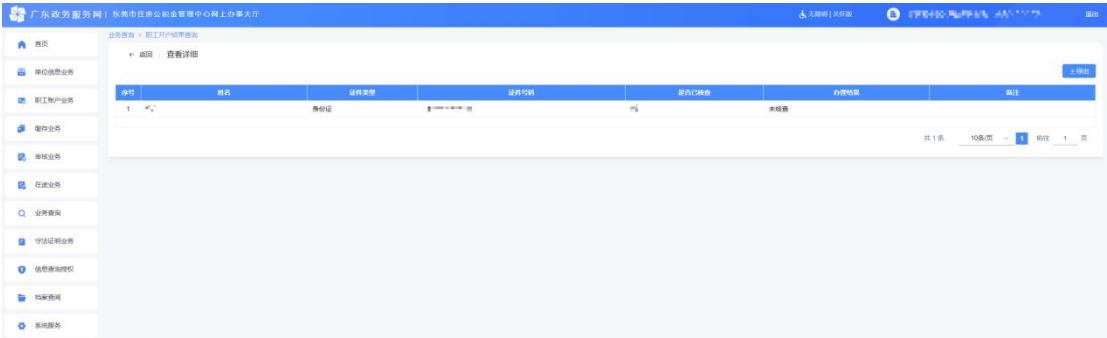 广东政务服务网 | 东莞市住房公积金管理中心网上办事大厅
无障碍 | 关怀版
退出
首页
单位信息业务
职工账户业务
缴存业务
审核业务
在途业务
业务查询
守法证明业务
信息查询授权
档案查阅
系统服务
业务查询 > 职工开户结果查询
← 返回 | 查看详细
导出
序号 姓名 证件类型 证件号码 是否已核查 办理结果 备注
1 身份证 未核查
共 1 条 10条/页 1 前往 1 页